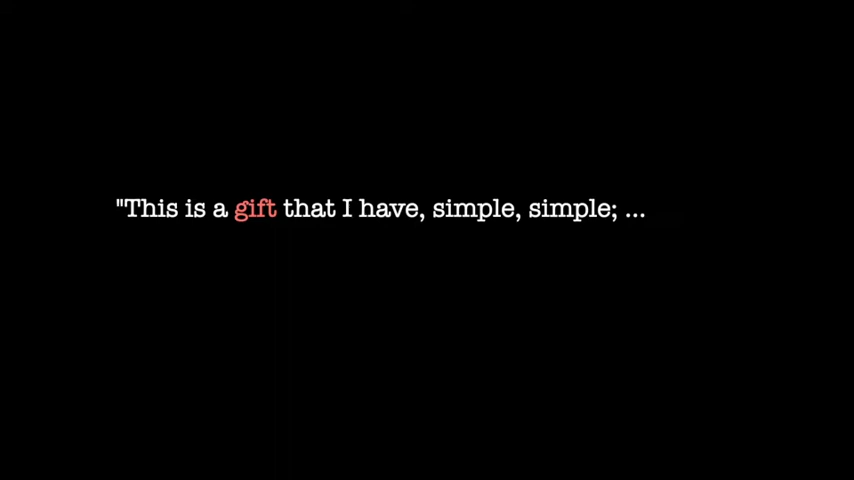 "This is a gift that I have, simple, simple; ...